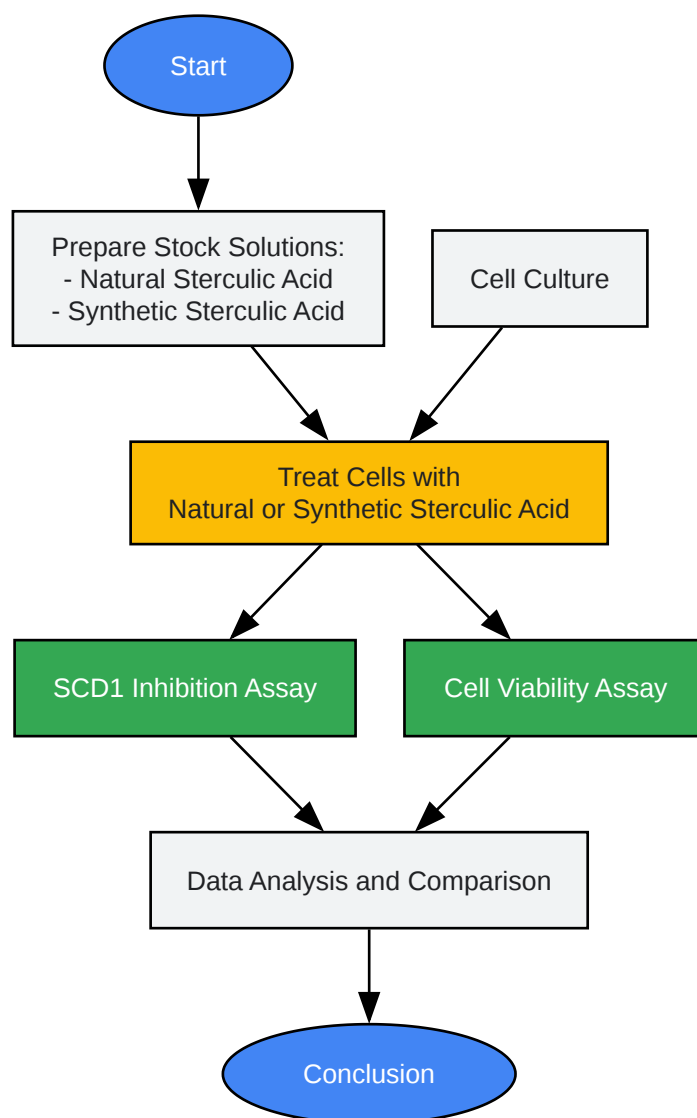 Start
Prepare Stock Solutions:
- Natural Sterculic Acid
- Synthetic Sterculic Acid
Cell Culture
Treat Cells with
Natural or Synthetic Sterculic Acid
SCD1 Inhibition Assay
Cell Viability Assay
Data Analysis and Comparison
Conclusion